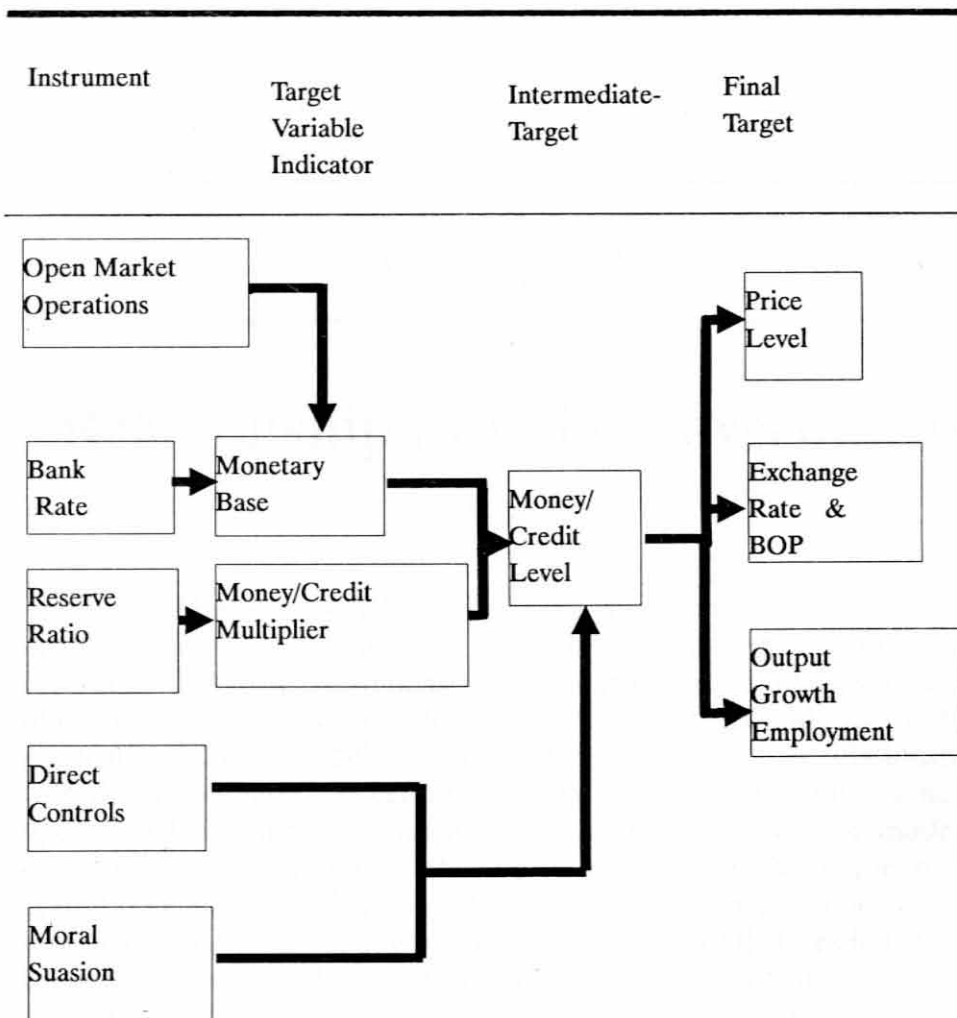 Instrument
Target
Variable
Indicator
Intermediate-
Target
Final
Target
Open Market
Operations
Bank
Rate
Reserve
Ratio
Direct
Controls
Moral
Suasion
Monetary
Base
Money/Credit
Multiplier
Money/
Credit
Level
Price
Level
Exchange
Rate &
BOP
Output
Growth
Employment